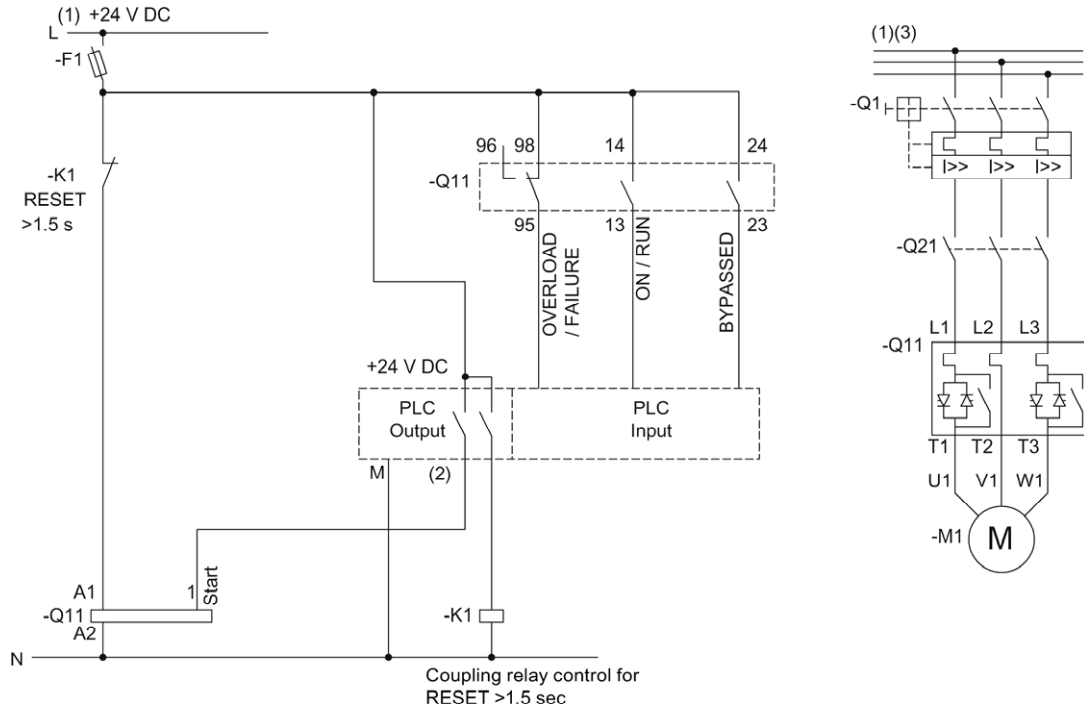 (1) +24 V DC
L
-F1
-K1
RESET
>1.5 s
96 98 14 24
-Q11
95 13 23
OVERLOAD
/ FAILURE
ON / RUN
BYPASSED
+24 V DC
PLC
Output
PLC
Input
M (2)
A1 1
Start
-Q11
A2
-K1
N
Coupling relay control for
RESET >1.5 sec
(1)(3)
-Q1
I>> I>> I>>
-Q21
L1 L2 L3
-Q11
T1 T2 T3
U1 V1 W1
-M1
M